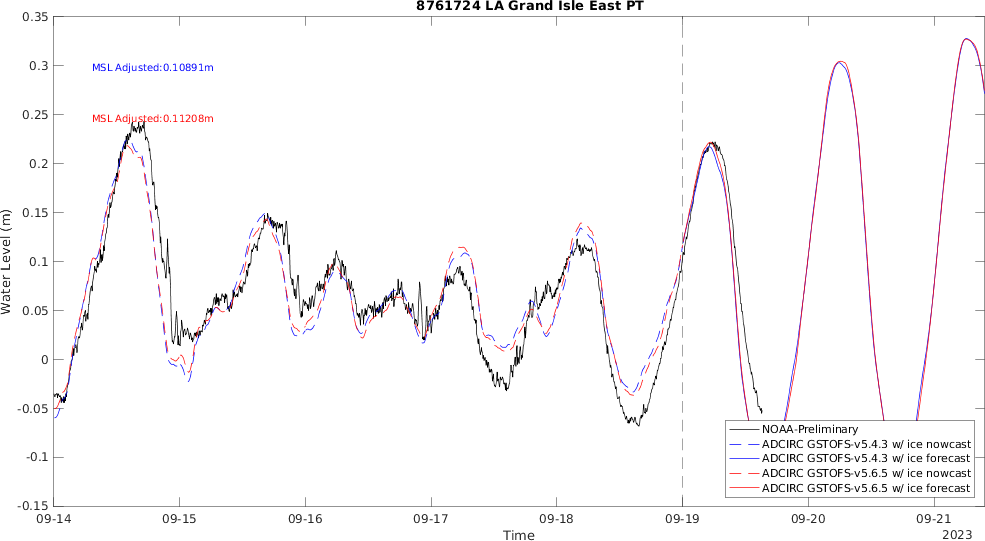 8761724 LA Grand Isle East PT
0.35
0.3
0.25
0.2
0.15
0.1
0.05
0
-0.05
-0.1
-0.15
Water Level (m)
MSL Adjusted:0.10891m
MSL Adjusted:0.11208m
NOAA-Preliminary
ADCIRC GSTOFS-v5.4.3 w/ ice nowcast
ADCIRC GSTOFS-v5.4.3 w/ ice forecast
ADCIRC GSTOFS-v5.6.5 w/ ice nowcast
ADCIRC GSTOFS-v5.6.5 w/ ice forecast
09-14 09-15 09-16 09-17 09-18 09-19 09-20 09-21
Time
2023